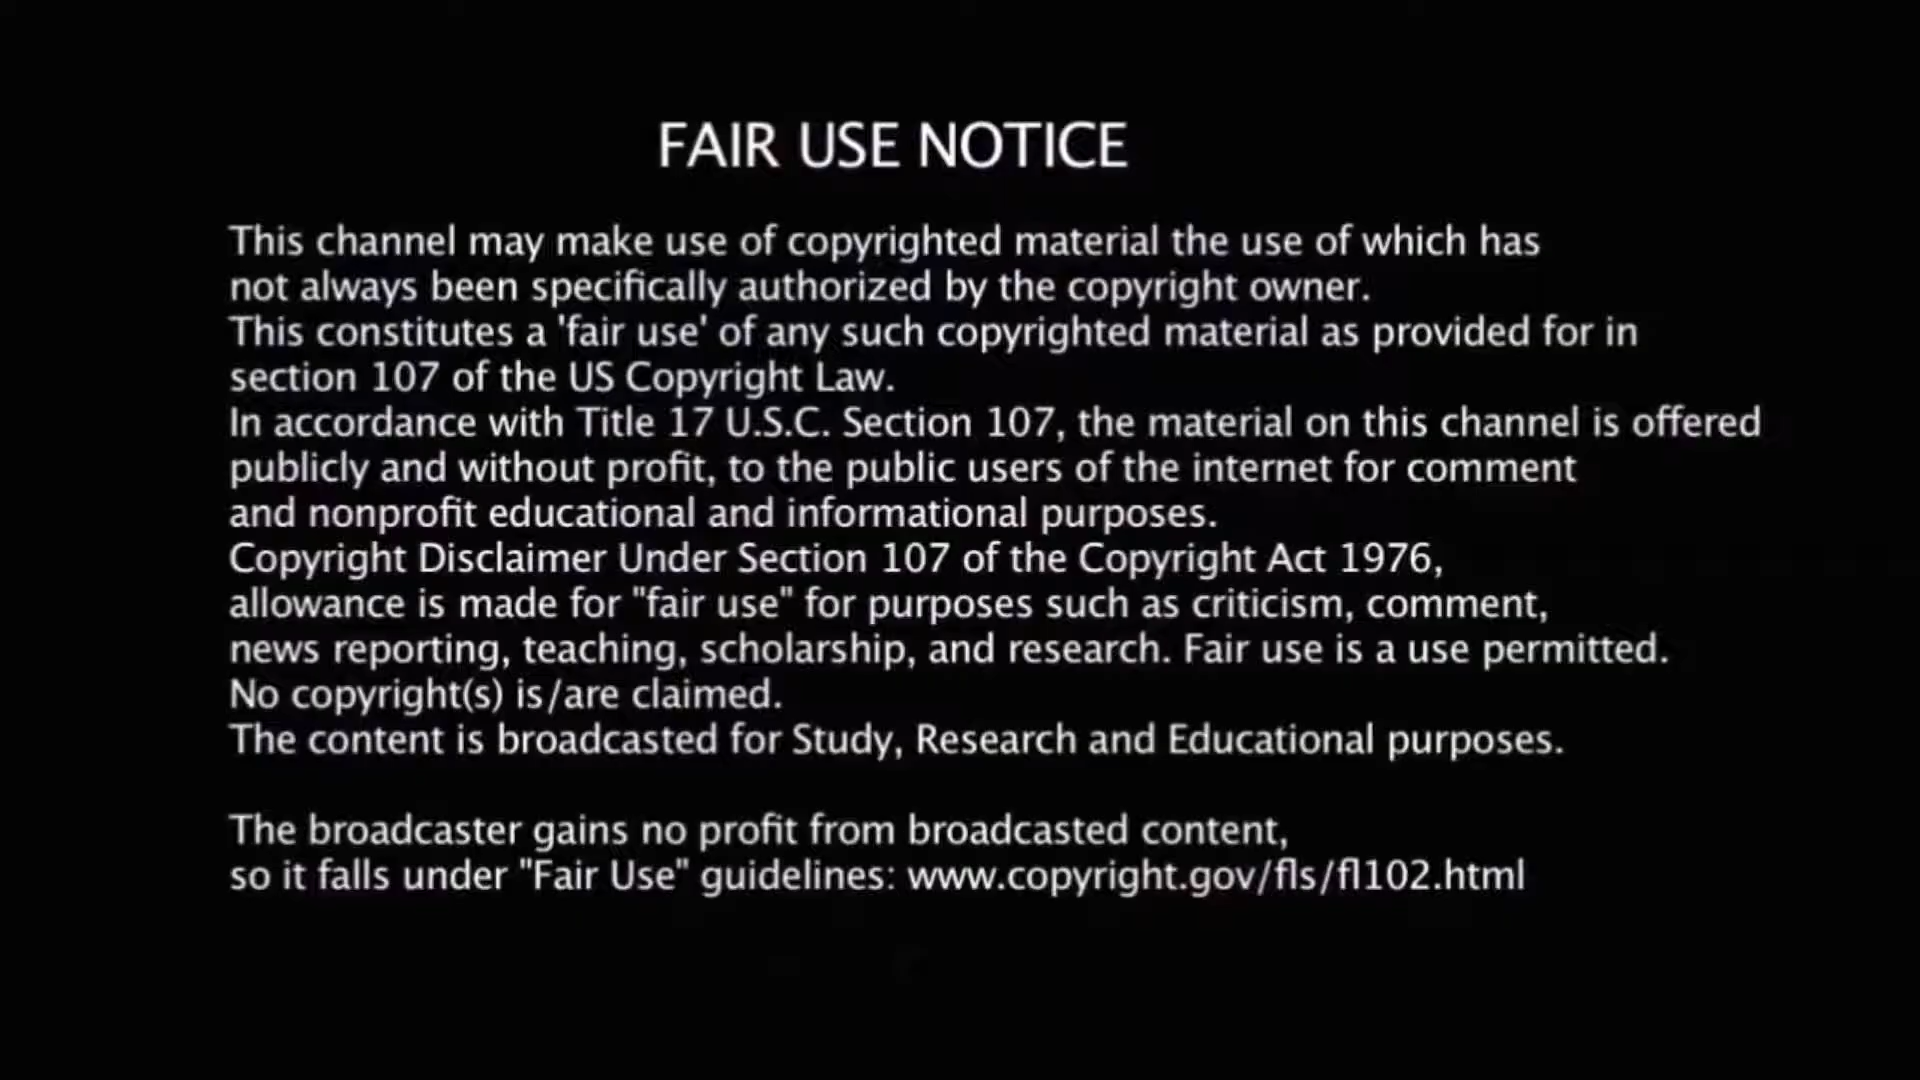 FAIR USE NOTICE
This channel may make use of copyrighted material the use of which has
not always been specifically authorized by the copyright owner.
This constitutes a 'fair use' of any such copyrighted material as provided for in
section 107 of the US Copyright Law.
In accordance with Title 17 U.S.C. Section 107, the material on this channel is offered
publicly and without profit, to the public users of the internet for comment
and nonprofit educational and informational purposes.
Copyright Disclaimer Under Section 107 of the Copyright Act 1976,
allowance is made for "fair use" for purposes such as criticism, comment,
news reporting, teaching, scholarship, and research. Fair use is a use permitted.
No copyright(s) is/are claimed.
The content is broadcasted for Study, Research and Educational purposes.
The broadcaster gains no profit from broadcasted content,
so it falls under "Fair Use" guidelines: www.copyright.gov/fls/fl102.html